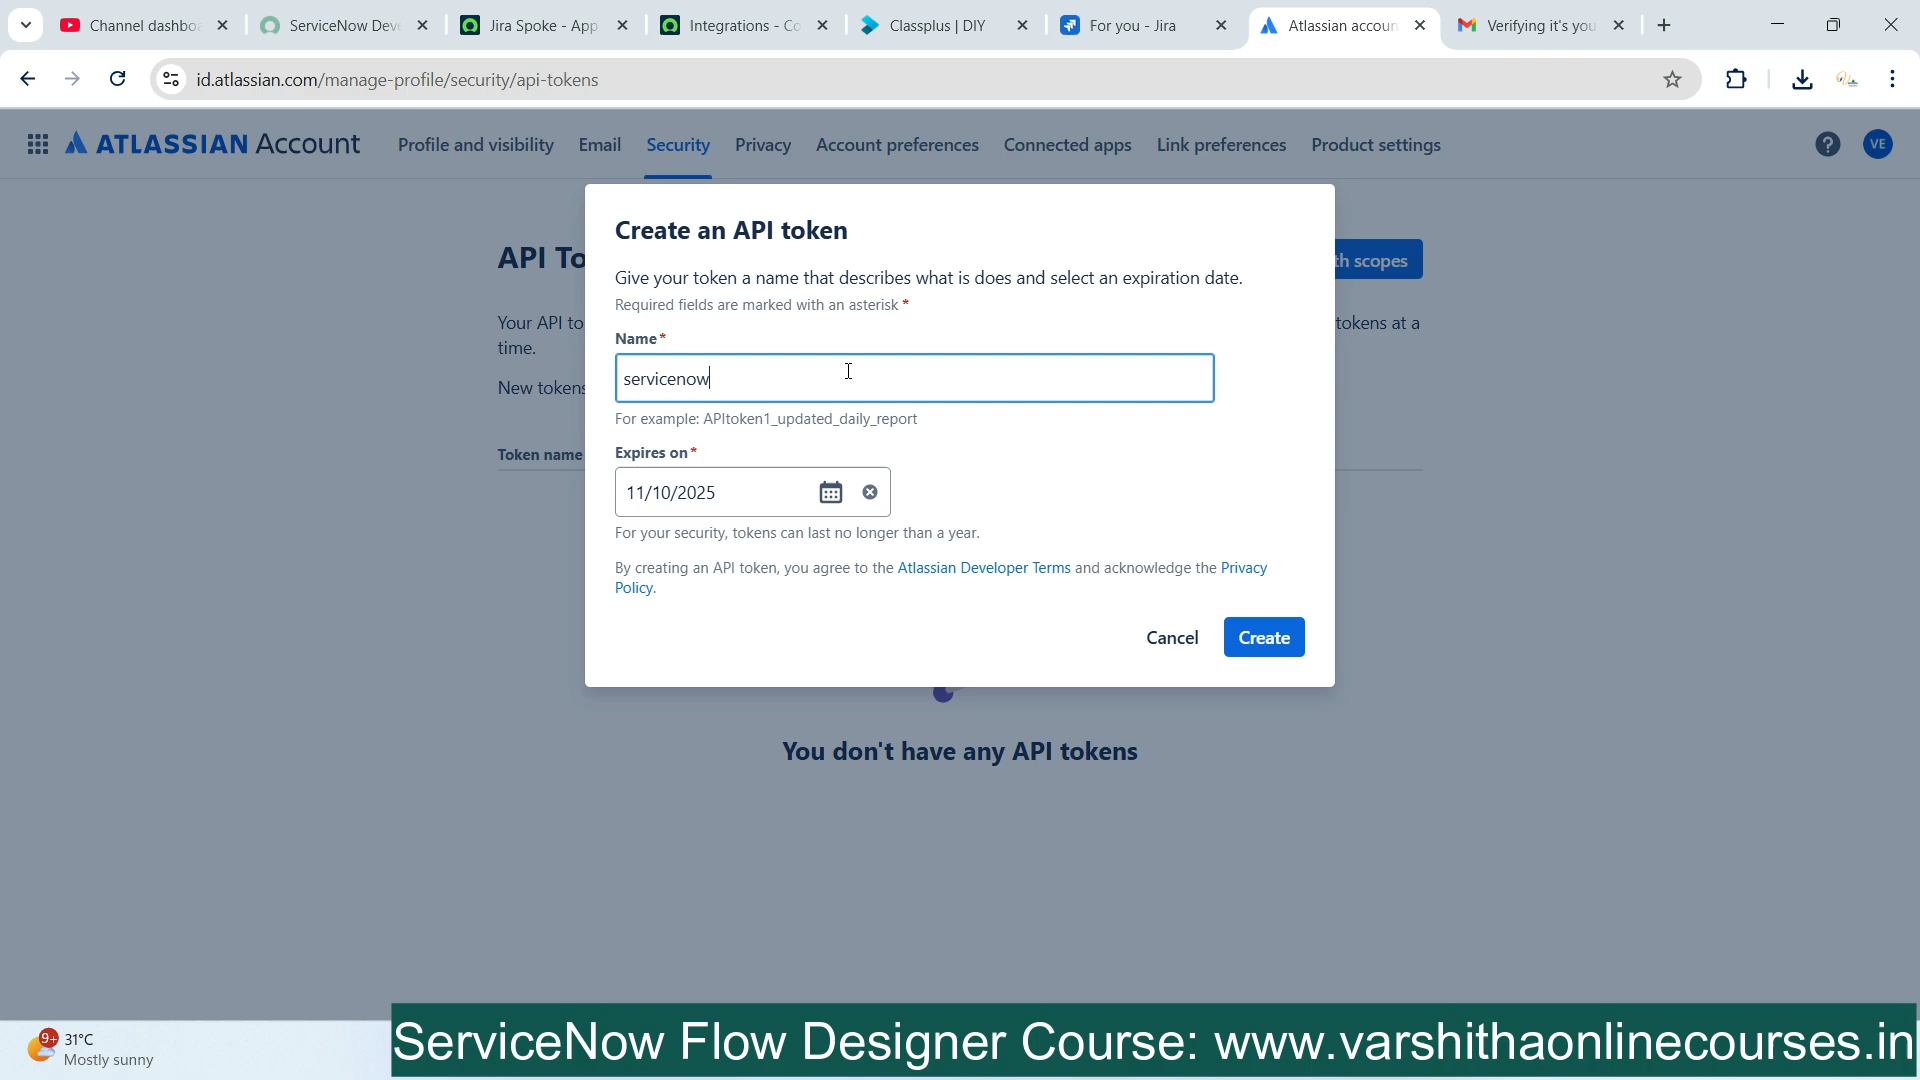 Channel dashbo
ServiceNow Deve
Jira Spoke - App
Integrations - Co
Classplus | DIY
For you - Jira
Atlassian accoun
Verifying it's you
id.atlassian.com/manage-profile/security/api-tokens
ATLASSIAN Account
Profile and visibility
Email
Security
Privacy
Account preferences
Connected apps
Link preferences
Product settings
VE
API To
th scopes
Create an API token
Give your token a name that describes what is does and select an expiration date.
Required fields are marked with an asterisk *
Your API to
tokens at a
time.
New tokens
Name*
servicenow
For example: APItoken1_updated_daily_report
Token name
Expires on*
11/10/2025
For your security, tokens can last no longer than a year.
By creating an API token, you agree to the Atlassian Developer Terms and acknowledge the Privacy
Policy.
Cancel
Create
You don't have any API tokens
9+
31°C
Mostly sunny
ServiceNow Flow Designer Course: www.varshithaonlinecourses.in